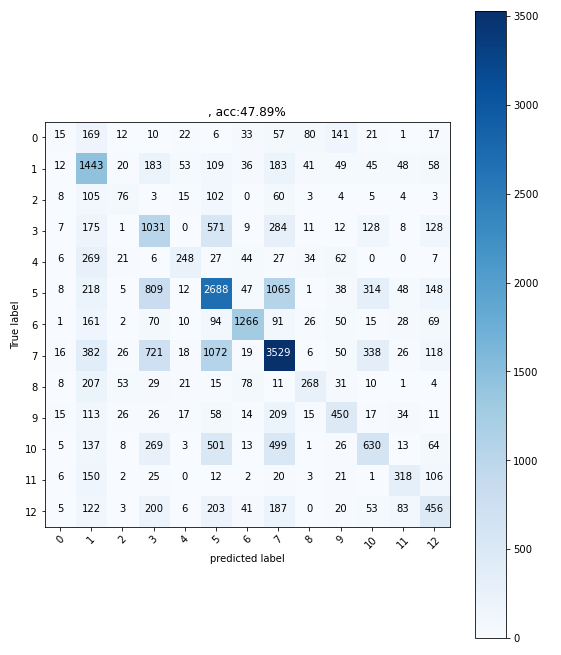 , acc:47.89%
True label
0 15 169 12 10 22 6 33 57 80 141 21 1 17
1 12 1443 20 183 53 109 36 183 41 49 45 48 58
2 8 105 76 3 15 102 0 60 3 4 5 4 3
3 7 175 1 1031 0 571 9 284 11 12 128 8 128
4 6 269 21 6 248 27 44 27 34 62 0 0 7
5 8 218 5 809 12 2688 47 1065 1 38 314 48 148
6 1 161 2 70 10 94 1266 91 26 50 15 28 69
7 16 382 26 721 18 1072 19 3529 6 50 338 26 118
8 8 207 53 29 21 15 78 11 268 31 10 1 4
9 15 113 26 26 17 58 14 209 15 450 17 34 11
10 5 137 8 269 3 501 13 499 1 26 630 13 64
11 6 150 2 25 0 12 2 20 3 21 1 318 106
12 5 122 3 200 6 203 41 187 0 20 53 83 456
0 1 2 3 4 5 6 7 8 9 10 11 12
predicted label
3500
3000
2500
2000
1500
1000
500
0